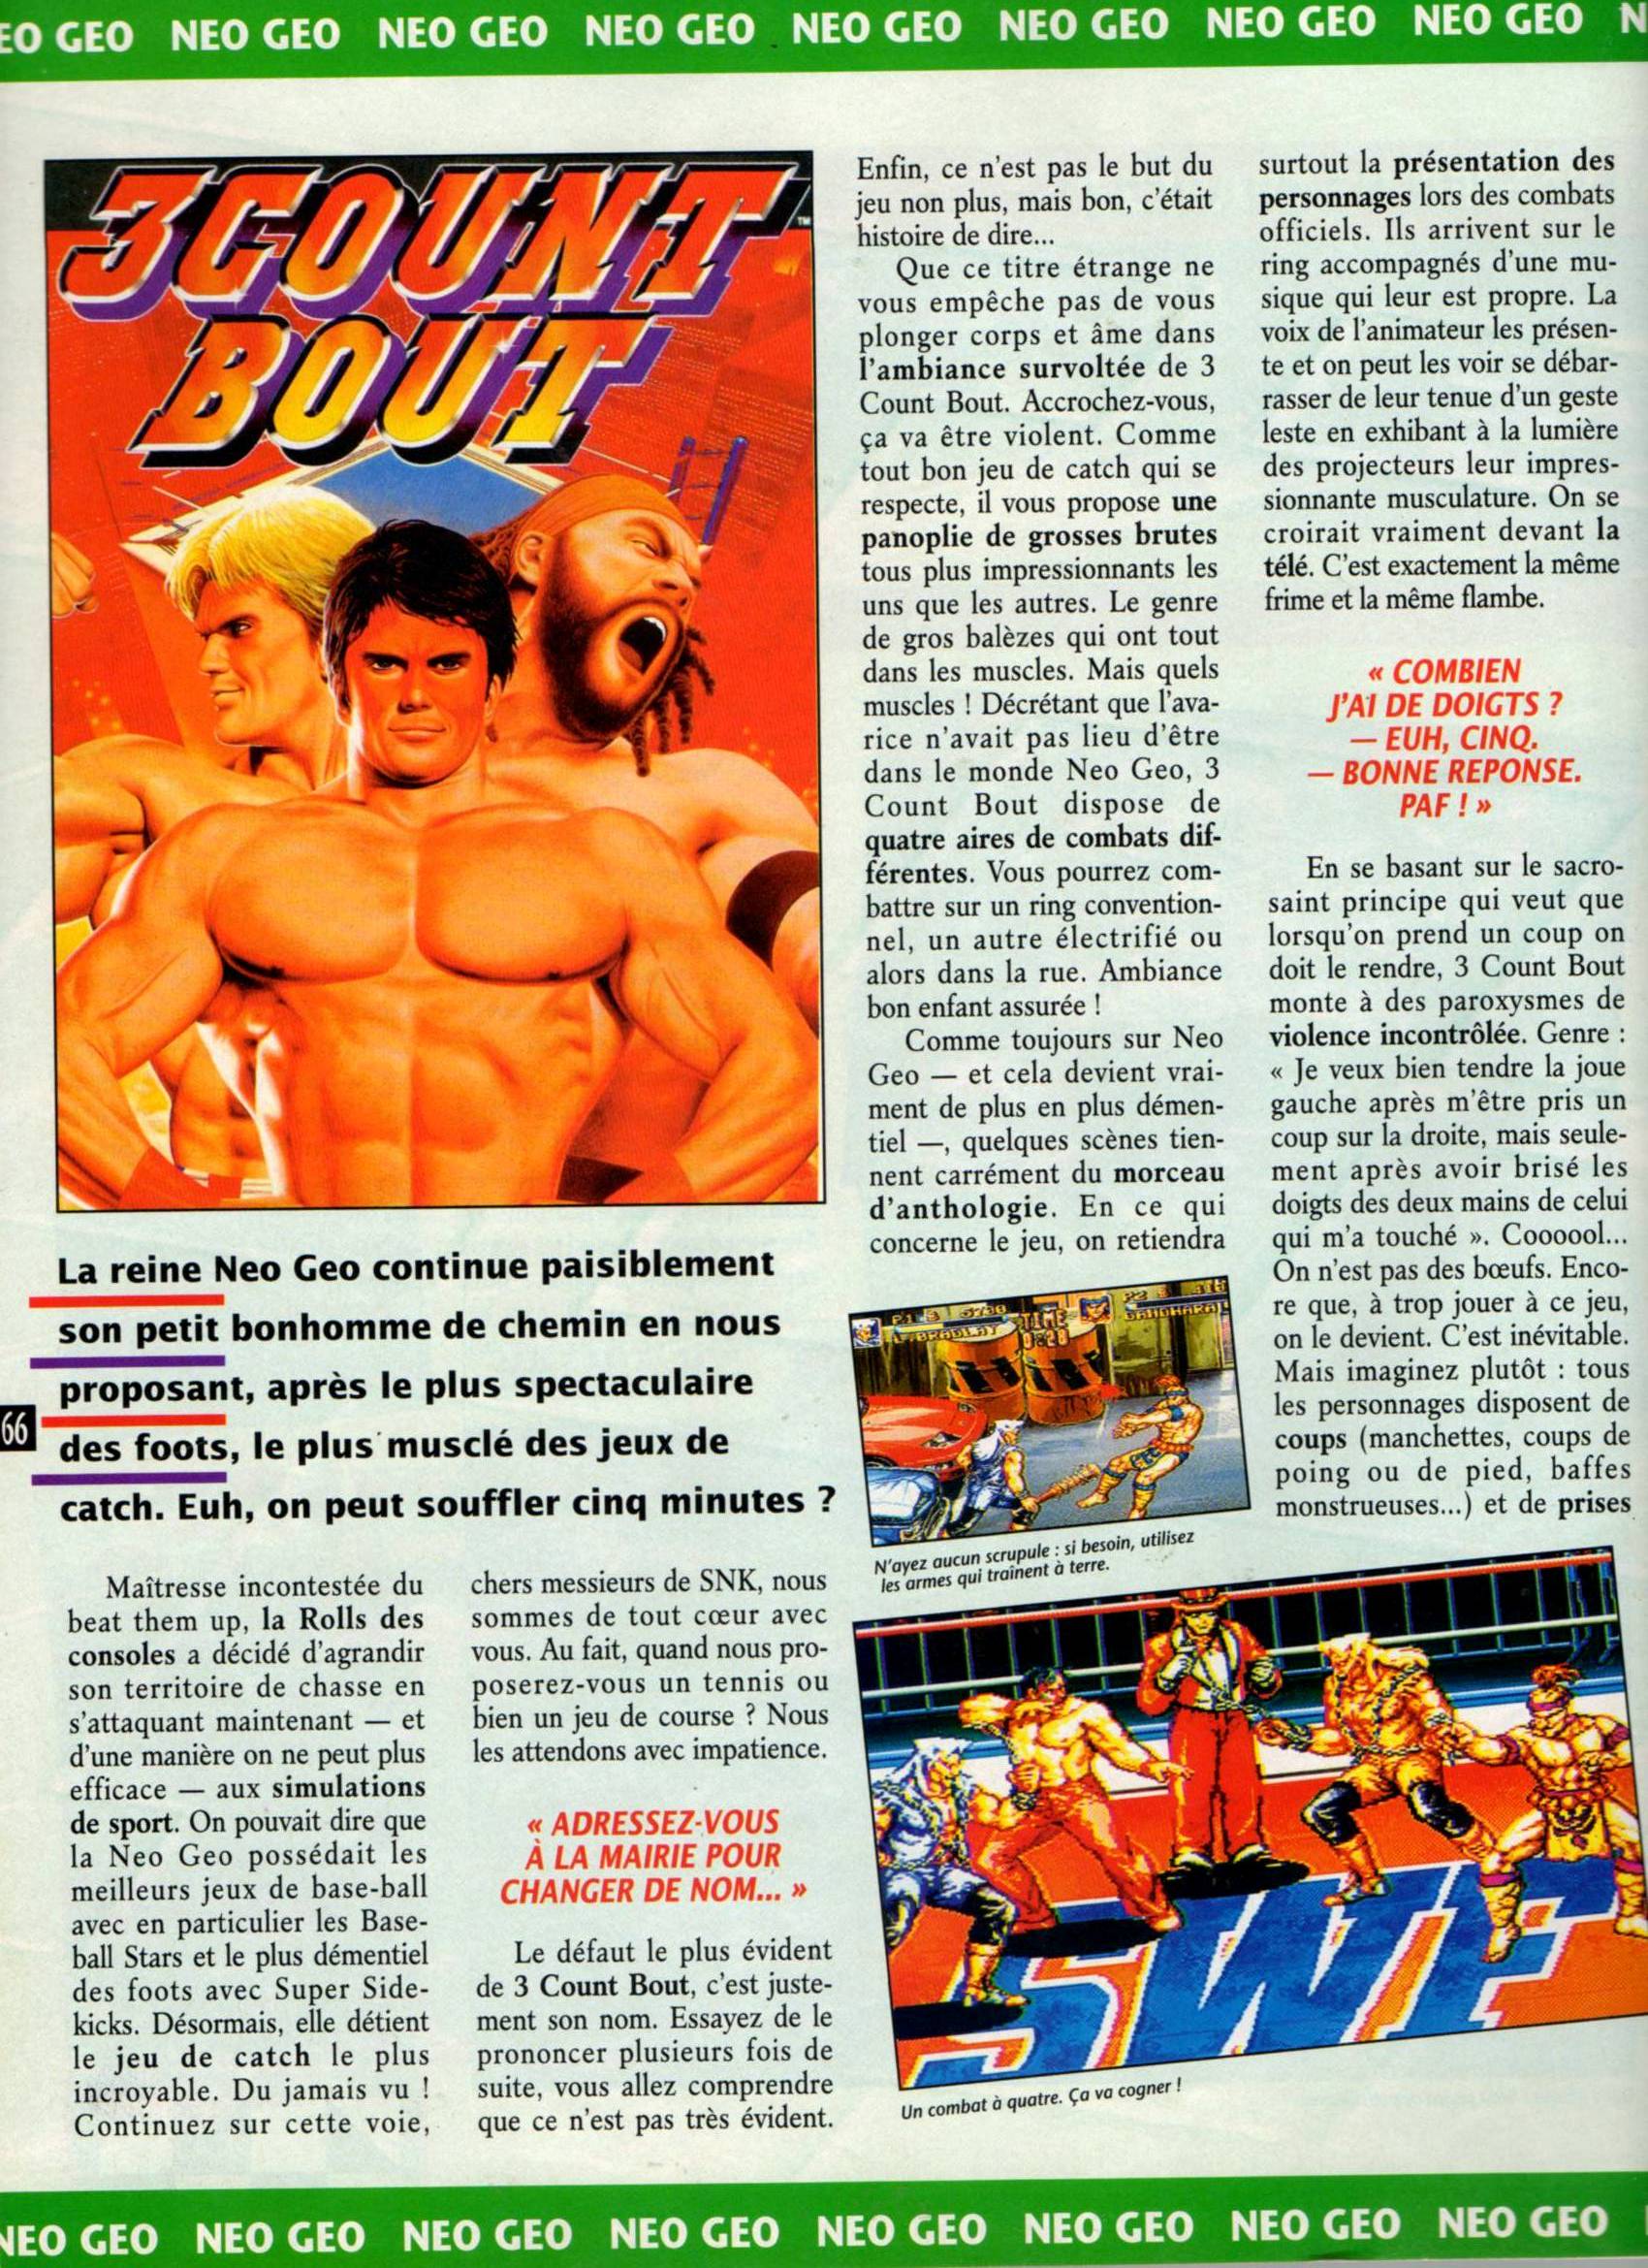 EO GEO NEO GEO NEO GEO NEO GEO NEO GEO NEO GEO NEO GEO NEO GEO N
3 COUNT
BOUT
TM
La reine Neo Geo continue paisiblement
son petit bonhomme de chemin en nous
proposant, après le plus spectaculaire
des foots, le plus musclé des jeux de
catch. Euh, on peut souffler cinq minutes ?
66
Maîtresse incontestée du
beat them up, la Rolls des
consoles a décidé d'agrandir
son territoire de chasse en
s'attaquant maintenant — et
d'une manière on ne peut plus
efficace — aux simulations
de sport. On pouvait dire que
la Neo Geo possédait les
meilleurs jeux de base-ball
avec en particulier les Base-
ball Stars et le plus démentiel
des foots avec Super Side-
kicks. Désormais, elle détient
le jeu de catch le plus
incroyable. Du jamais vu !
Continuez sur cette voie,
chers messieurs de SNK, nous
sommes de tout cœur avec
vous. Au fait, quand nous pro-
poserez-vous un tennis ou
bien un jeu de course ? Nous
les attendons avec impatience.
« ADRESSEZ-VOUS
À LA MAIRIE POUR
CHANGER DE NOM... »
Le défaut le plus évident
de 3 Count Bout, c'est juste-
ment son nom. Essayez de le
prononcer plusieurs fois de
suite, vous allez comprendre
que ce n'est pas très évident.
Enfin, ce n'est pas le but du
jeu non plus, mais bon, c'était
histoire de dire...
Que ce titre étrange ne
vous empêche pas de vous
plonger corps et âme dans
l'ambiance survoltée de 3
Count Bout. Accrochez-vous,
ça va être violent. Comme
tout bon jeu de catch qui se
respecte, il vous propose une
panoplie de grosses brutes
tous plus impressionnants les
uns que les autres. Le genre
de gros balèzes qui ont tout
dans les muscles. Mais quels
muscles ! Décrétant que l'ava-
rice n'avait pas lieu d'être
dans le monde Neo Geo, 3
Count Bout dispose de
quatre aires de combats dif-
férentes. Vous pourrez com-
battre sur un ring convention-
nel, un autre électrifié ou
alors dans la rue. Ambiance
bon enfant assurée !
Comme toujours sur Neo
Geo — et cela devient vrai-
ment de plus en plus démen-
tiel —, quelques scènes tien-
nent carrément du morceau
d'anthologie. En ce qui
concerne le jeu, on retiendra
TIME
N'ayez aucun scrupule : si besoin, utilisez
les armes qui traînent à terre.
SWF
Un combat à quatre. Ça va cogner !
surtout la présentation des
personnages lors des combats
officiels. Ils arrivent sur le
ring accompagnés d'une mu-
sique qui leur est propre. La
voix de l'animateur les présen-
te et on peut les voir se débar-
rasser de leur tenue d'un geste
leste en exhibant à la lumière
des projecteurs leur impres-
sionnante musculature. On se
croirait vraiment devant la
télé. C'est exactement la même
frime et la même flambe.
« COMBIEN
J'AI DE DOIGTS ?
— EUH, CINQ.
— BONNE REPONSE.
PAF ! »
En se basant sur le sacro-
saint principe qui veut que
lorsqu'on prend un coup on
doit le rendre, 3 Count Bout
monte à des paroxysmes de
violence incontrôlée. Genre :
« Je veux bien tendre la joue
gauche après m'être pris un
coup sur la droite, mais seule-
ment après avoir brisé les
doigts des deux mains de celui
qui m'a touché ». Coooool...
On n'est pas des bœufs. Enco-
re que, à trop jouer à ce jeu,
on le devient. C'est inévitable.
Mais imaginez plutôt : tous
les personnages disposent de
coups (manchettes, coups de
poing ou de pied, baffes
monstrueuses...) et de prises
NEO GEO NEO GEO NEO GEO NEO GEO NEO GEO NEO GEO NEO GEO NEO GEO